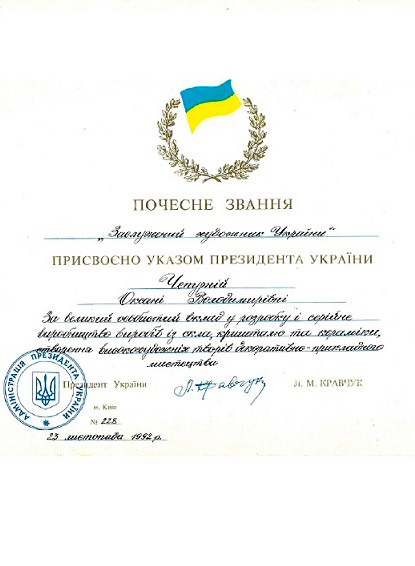 ПОЧЕСНЕ ЗВАННЯ
„Заслужений художник України“
ПРИСВОЄНО УКАЗОМ ПРЕЗИДЕНТА УКРАЇНИ
Чепурній
Оксані Володимирівні
За великий особистий вклад у розробку і серійне
виробництво виробів із скла, кришталю та кераміки,
створення високохудожніх творів декоративно-прикладного
мистецтва
Президент України Л. Кравчук Л. М. КРАВЧУК
м. Київ
№ 228
23 листопада 1992 р.
АДМІНІСТРАЦІЯ ПРЕЗИДЕНТА УКРАЇНИ